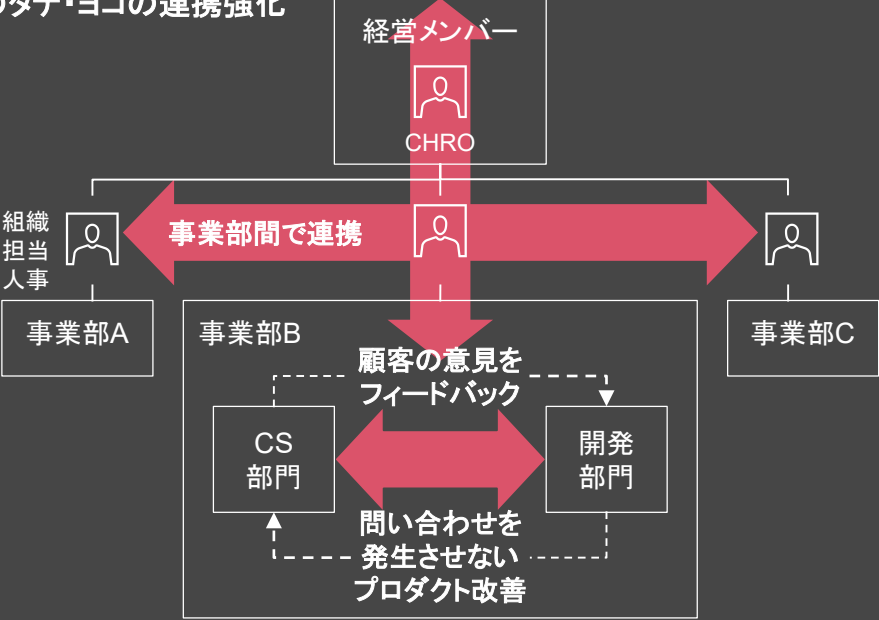 のタテ・ヨコの連携強化
経営メンバー
CHRO
組織
担当
人事
事業部間で連携
事業部A
事業部B
事業部C
顧客の意見を
フィードバック
CS
部門
開発
部門
問い合わせを
発生させない
プロダクト改善